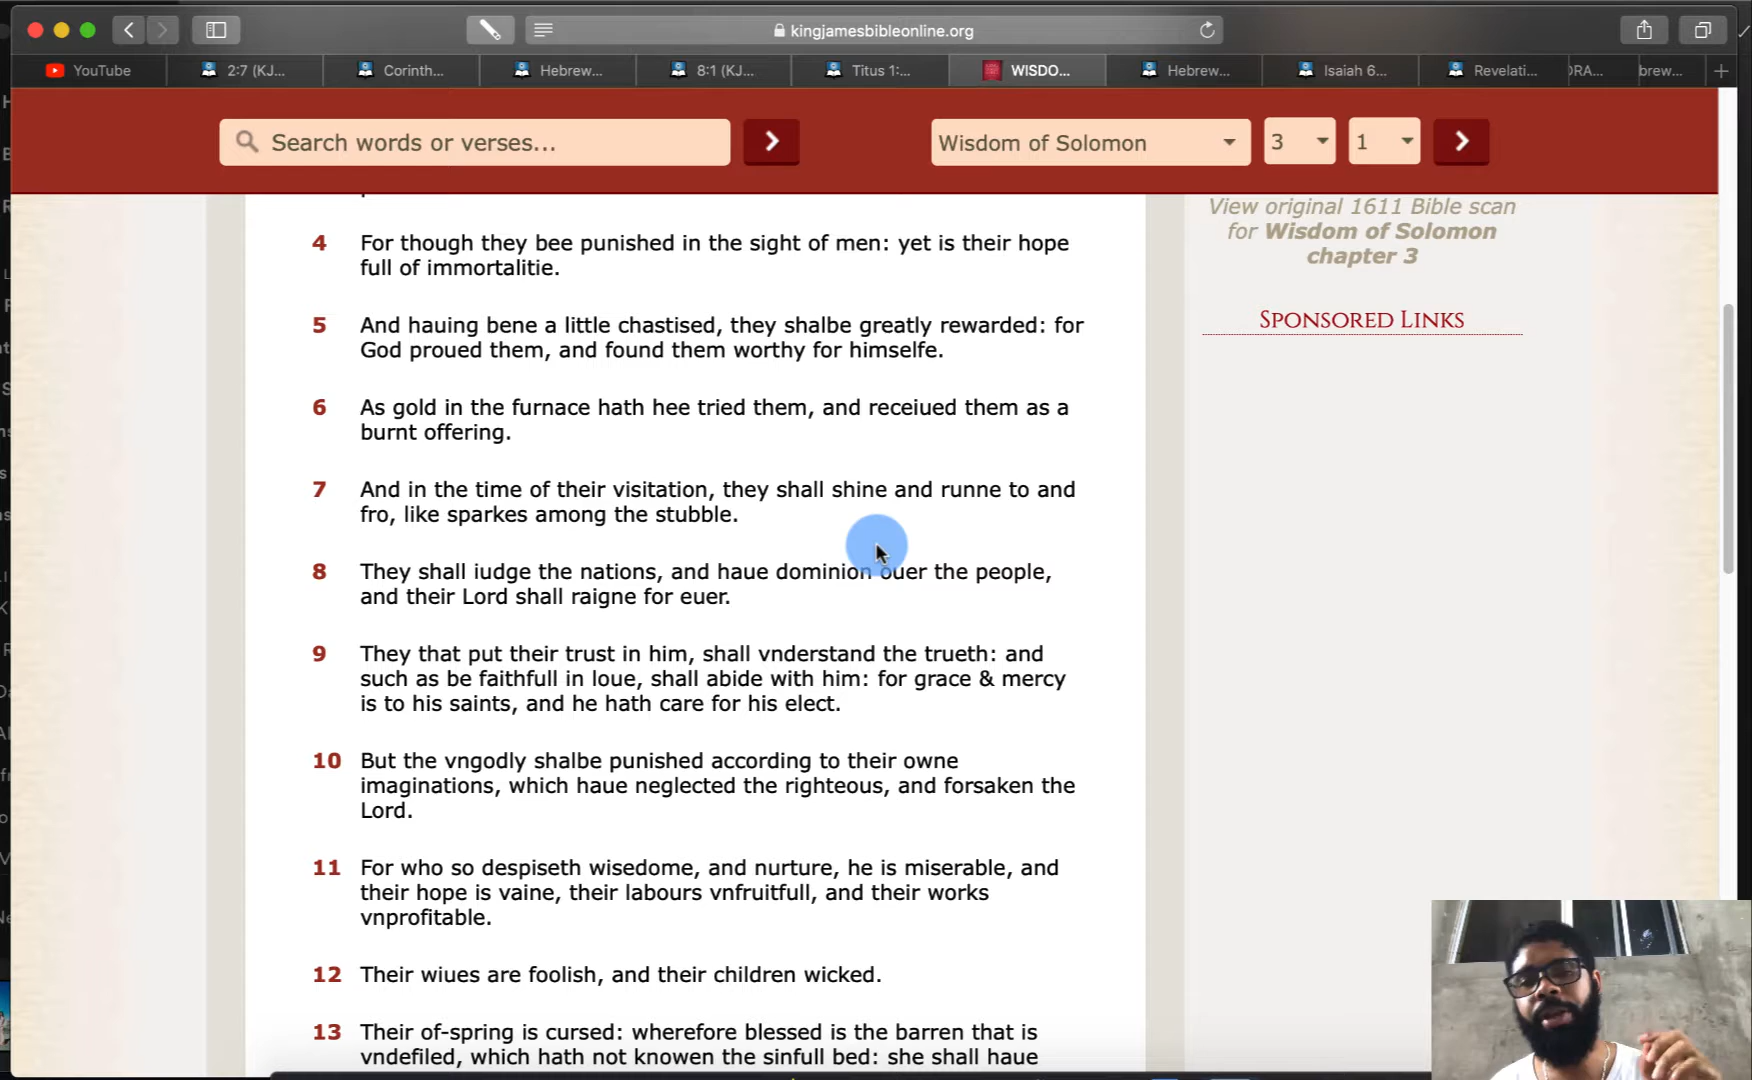 kingjamesbibleonline.org
YouTube
2:7 (KJ...
Corinth...
Hebrew...
8:1 (KJ...
Titus 1:...
WISDO...
Hebrew...
Isaiah 6...
Revelati...
brew...
Search words or verses...
Wisdom of Solomon
3
1
View original 1611 Bible scan
for Wisdom of Solomon
chapter 3
SPONSORED LINKS
4 For though they bee punished in the sight of men: yet is their hope
full of immortalitie.
5 And hauing bene a little chastised, they shalbe greatly rewarded: for
God proued them, and found them worthy for himselfe.
6 As gold in the furnace hath hee tried them, and receiued them as a
burnt offering.
7 And in the time of their visitation, they shall shine and runne to and
fro, like sparkes among the stubble.
8 They shall iudge the nations, and haue dominion ouer the people,
and their Lord shall raigne for euer.
9 They that put their trust in him, shall vnderstand the trueth: and
such as be faithfull in loue, shall abide with him: for grace & mercy
is to his saints, and he hath care for his elect.
10 But the vngodly shalbe punished according to their owne
imaginations, which haue neglected the righteous, and forsaken the
Lord.
11 For who so despiseth wisedome, and nurture, he is miserable, and
their hope is vaine, their labours vnfruitfull, and their works
vnprofitable.
12 Their wiues are foolish, and their children wicked.
13 Their of-spring is cursed: wherefore blessed is the barren that is
vndefiled, which hath not knowen the sinfull bed: she shall haue